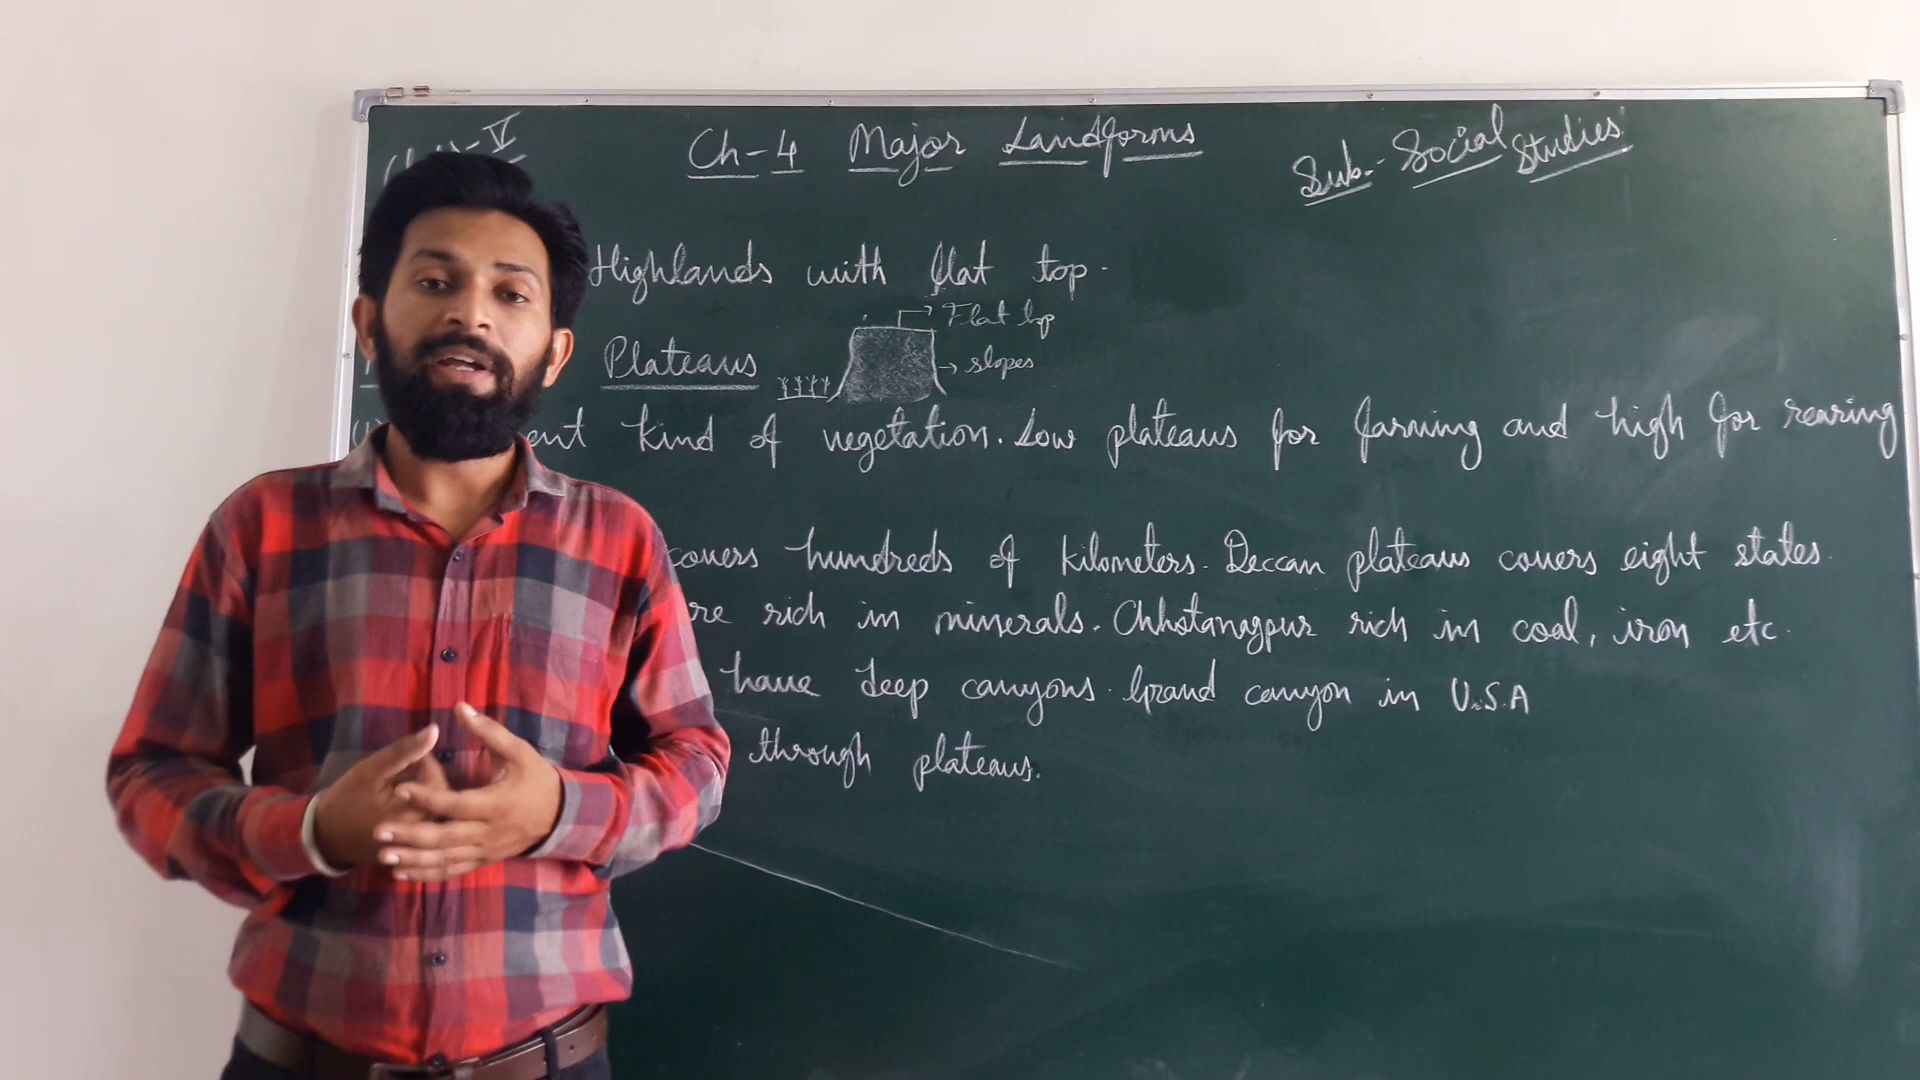 V
Ch-4 Major Landforms
Sub:- Social Studies
Highlands with flat top.
Flat top
Plateaus
slopes
kind of vegetation. Low plateaus for farming and high for rearing
covers hundreds of kilometers. Deccan plateaus covers eight states.
rich in minerals. Chhotanagpur rich in coal, iron etc.
have deep canyons. Grand canyon in U.S.A
through plateaus.